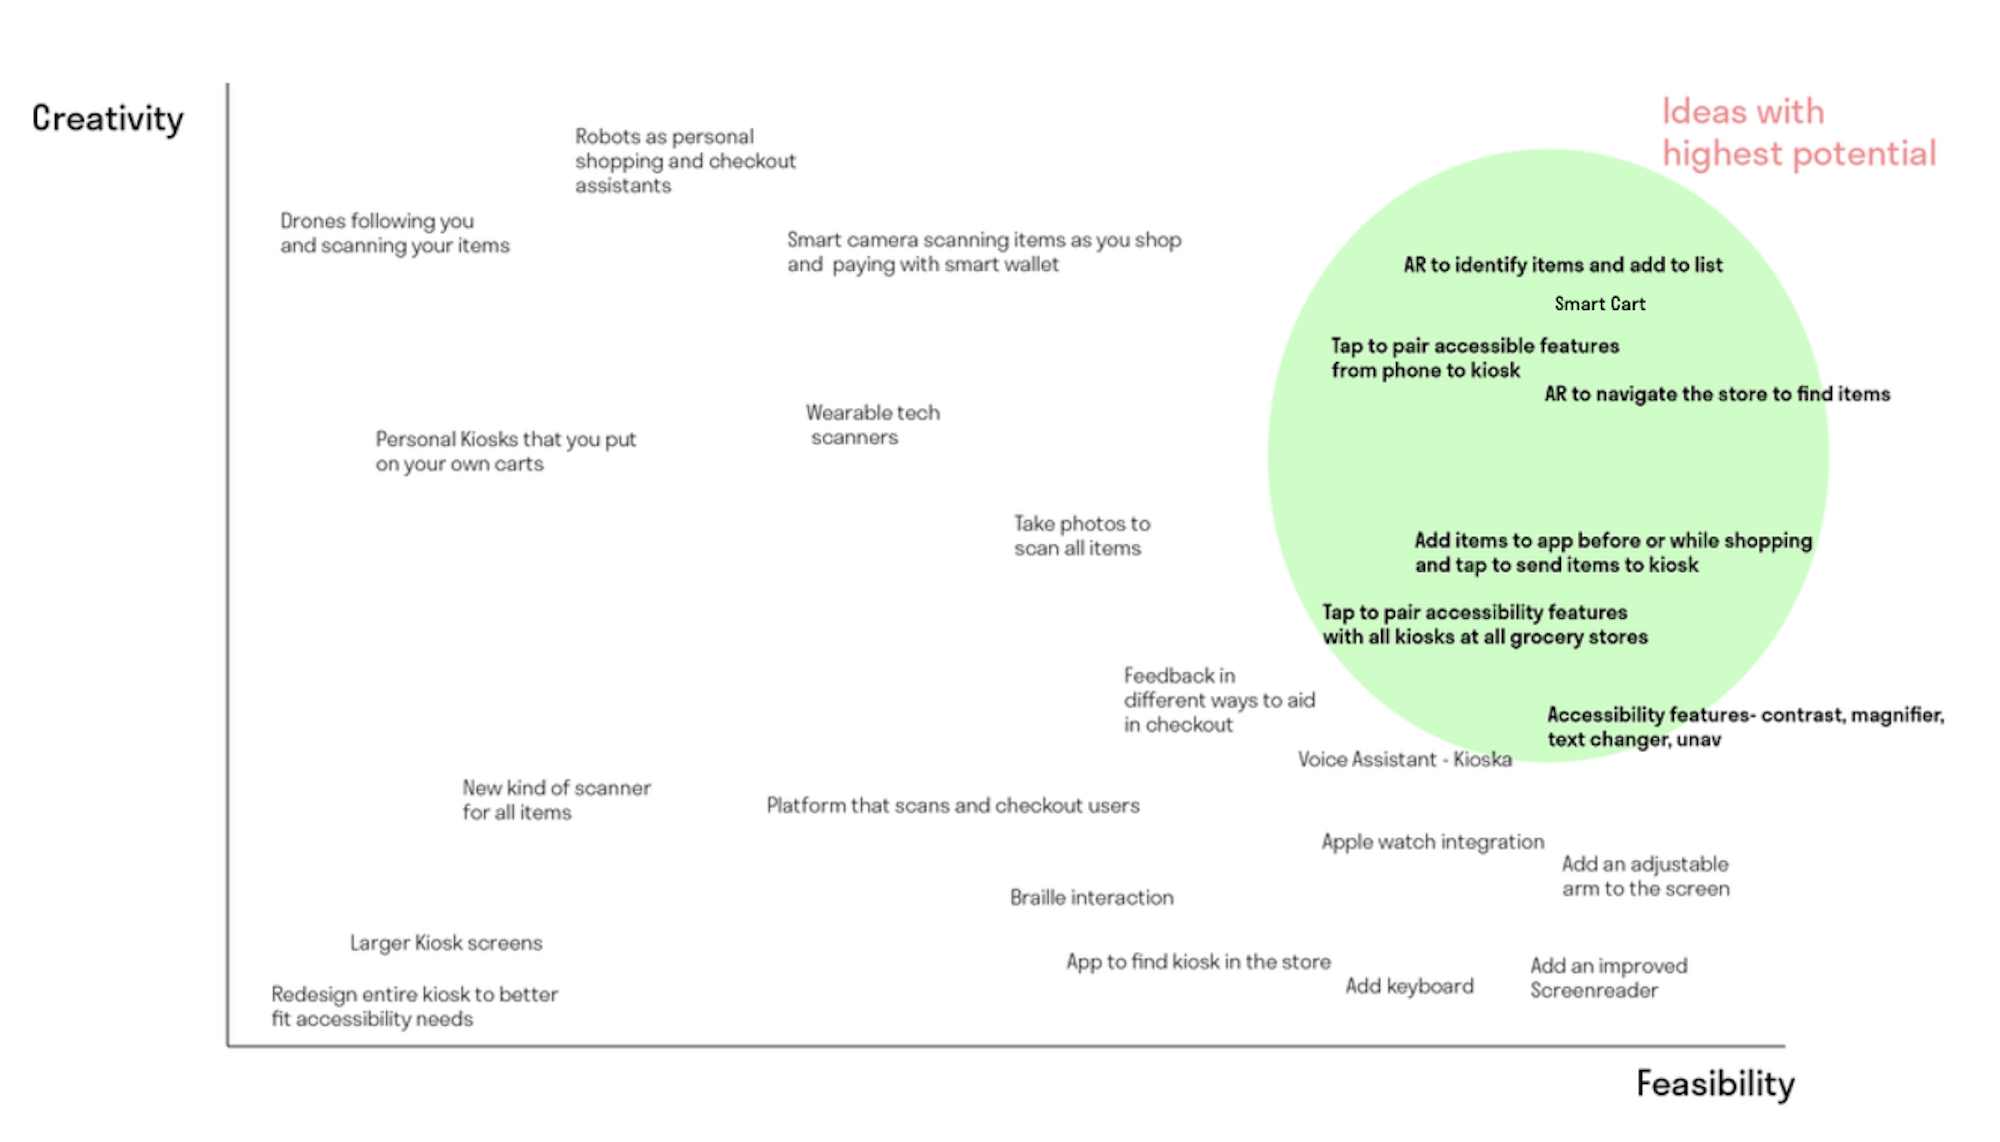 Creativity
Ideas with
highest potential
Robots as personal
shopping and checkout
assistants
Drones following you
and scanning your items
Smart camera scanning items as you shop
and paying with smart wallet
AR to identify items and add to list
Smart Cart
Tap to pair accessible features
from phone to kiosk
AR to navigate the store to find items
Wearable tech
scanners
Personal Kiosks that you put
on your own carts
Take photos to
scan all items
Add items to app before or while shopping
and tap to send items to kiosk
Tap to pair accessibility features
with all kiosks at all grocery stores
Feedback in
different ways to aid
in checkout
Accessibility features- contrast, magnifier,
text changer, unav
Voice Assistant - Kioska
New kind of scanner
for all items
Platform that scans and checkout users
Apple watch integration
Add an adjustable
arm to the screen
Braille interaction
Larger Kiosk screens
App to find kiosk in the store
Add keyboard
Add an improved
Screenreader
Redesign entire kiosk to better
fit accessibility needs
Feasibility